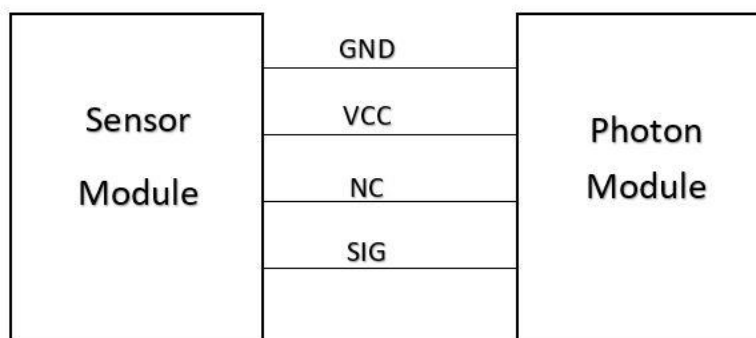 Sensor
Module
GND
VCC
NC
SIG
Photon
Module